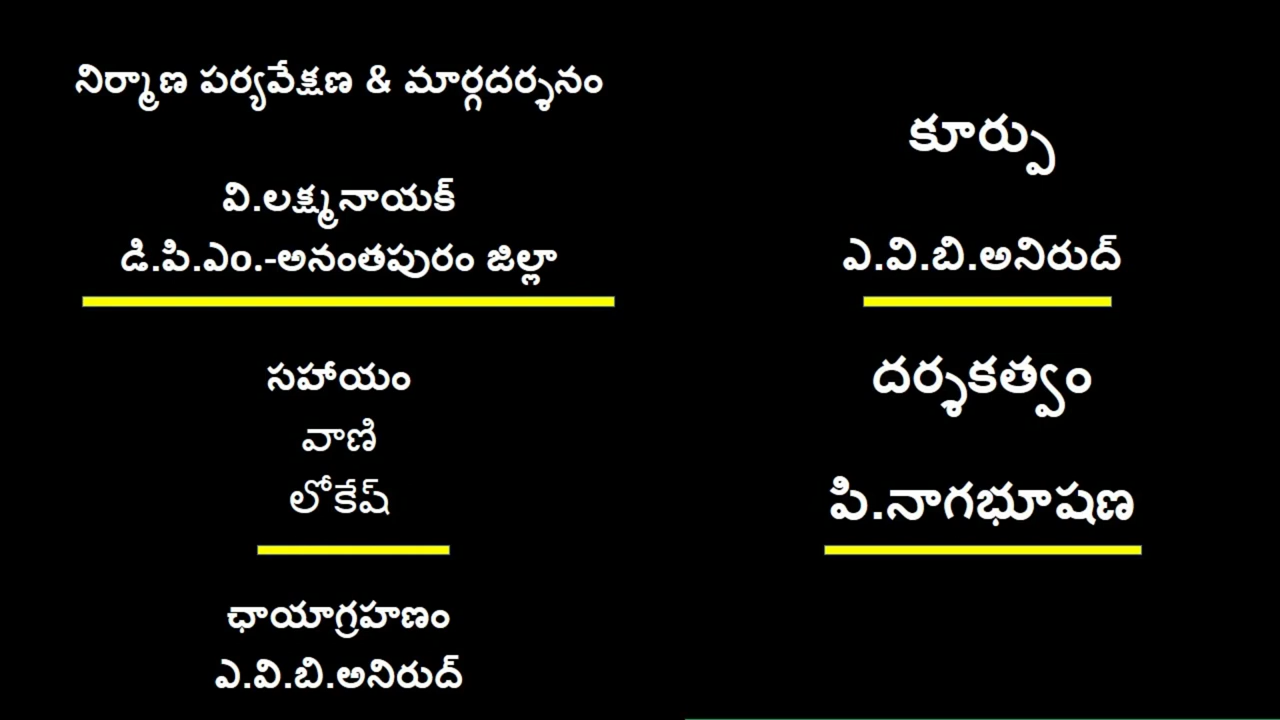 నిర్మాణ పర్యవేక్షణ & మార్గదర్శనం
వి.లక్ష్మనాయక్
డి.పి.ఎం.-అనంతపురం జిల్లా
సహాయం
వాణి
లోకేష్
ఛాయాగ్రహణం
ఎ.వి.బి.అనిరుద్
కూర్పు
ఎ.వి.బి.అనిరుద్
దర్శకత్వం
పి.నాగభూషణ